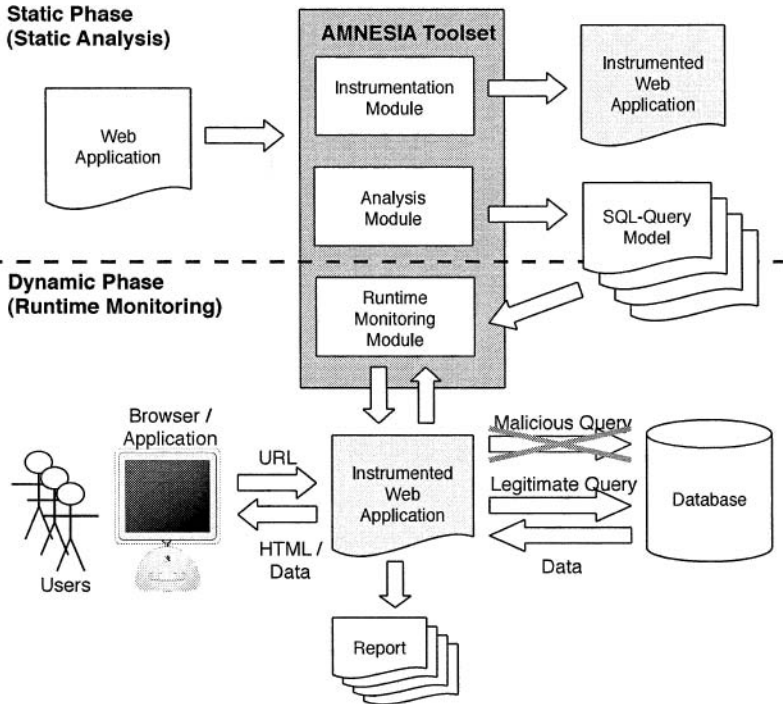 Static Phase
(Static Analysis)
AMNESIA Toolset
Instrumentation
Module
Instrumented
Web
Application
Web
Application
Analysis
Module
SQL-Query
Model
Dynamic Phase
(Runtime Monitoring)
Runtime
Monitoring
Module
Browser /
Application
URL
HTML /
Data
Users
Instrumented
Web
Application
Malicious Query
Legitimate Query
Data
Database
Report